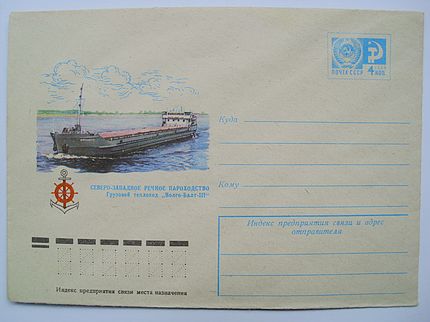 ПОЧТА СССР
4 коп.
Куда
СЕВЕРО-ЗАПАДНОЕ РЕЧНОЕ ПАРОХОДСТВО
Грузовой теплоход „Волго-Балт-III“
Кому
Индекс предприятия связи и адрес
отправителя
Индекс предприятия связи места назначения